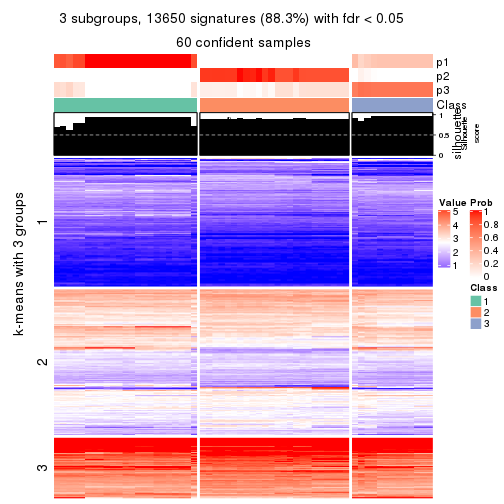 3 subgroups, 13650 signatures (88.3%) with fdr < 0.05
60 confident samples
p1
p2
p3
Class
1
0.5
0
silhouette
Silhouette
score
k-means with 3 groups
1
2
3
Value
5
4
3
2
1
Prob
1
0.8
0.6
0.4
0.2
0
Class
1
2
3